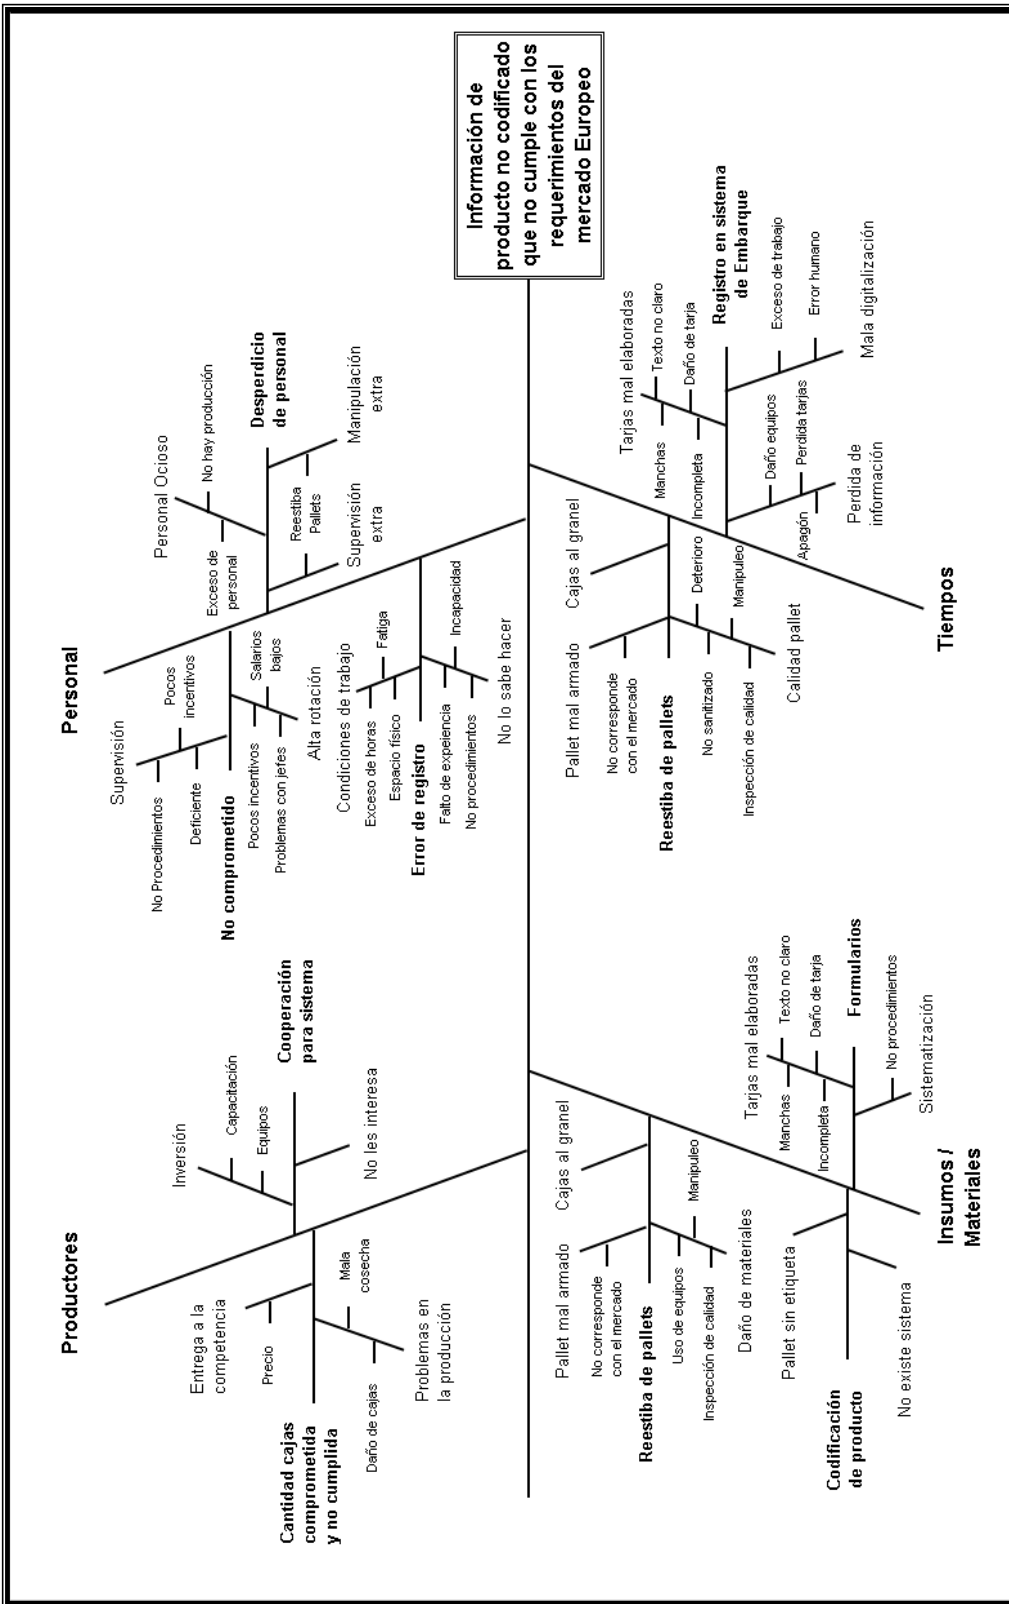 Productores
Inversión
Capacitación
Equipos
Cooperación
para sistema
No les interesa
Entrega a la
competencia
Precio
Cantidad cajas
comprometida
y no cumplida
Mala
cosecha
Daño de cajas
Problemas en
la producción
Personal
Supervisión
No Procedimientos
Pocos
incentivos
Deficiente
No comprometido
Pocos incentivos
Salarios
bajos
Problemas con jefes
Alta rotación
Personal Ocioso
No hay producción
Exceso de
personal
Desperdicio
de personal
Reestiba
Pallets
Supervisión
extra
Manipulación
extra
Condiciones de trabajo
Exceso de horas
Fatiga
Espacio físico
Error de registro
Falto de expeiencia
Incapacidad
No procedimientos
No lo sabe hacer
Información de
producto no codificado
que no cumple con los
requerimientos del
mercado Europeo
Pallet mal armado
Cajas al granel
No corresponde
con el mercado
Reestiba de pallets
Uso de equipos
Manipuleo
Inspección de calidad
Daño de materiales
Tarjas mal elaboradas
Texto no claro
Manchas
Daño de tarja
Incompleta
Formularios
No procedimientos
Sistematización
Pallet sin etiqueta
Codificación
de producto
No existe sistema
Insumos /
Materiales
Pallet mal armado
Cajas al granel
No corresponde
con el mercado
Reestiba de pallets
Deterioro
No sanitizado
Manipuleo
Inspección de calidad
Calidad pallet
Tarjas mal elaboradas
Texto no claro
Manchas
Daño de tarja
Incompleta
Registro en sistema
de Embarque
Daño equipos
Perdida tarjas
Apagón
Perdida de
información
Exceso de trabajo
Error humano
Mala digitalización
Tiempos